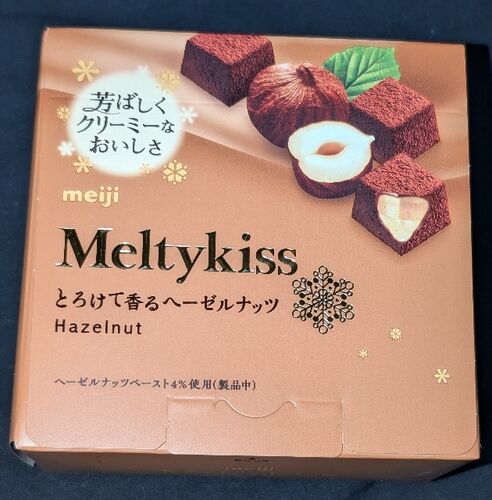 芳ばしく
クリーミーな
おいしさ
meiji
Meltykiss
とろけて香るヘーゼルナッツ
Hazelnut
ヘーゼルナッツペースト4%使用(製品中)
meiji